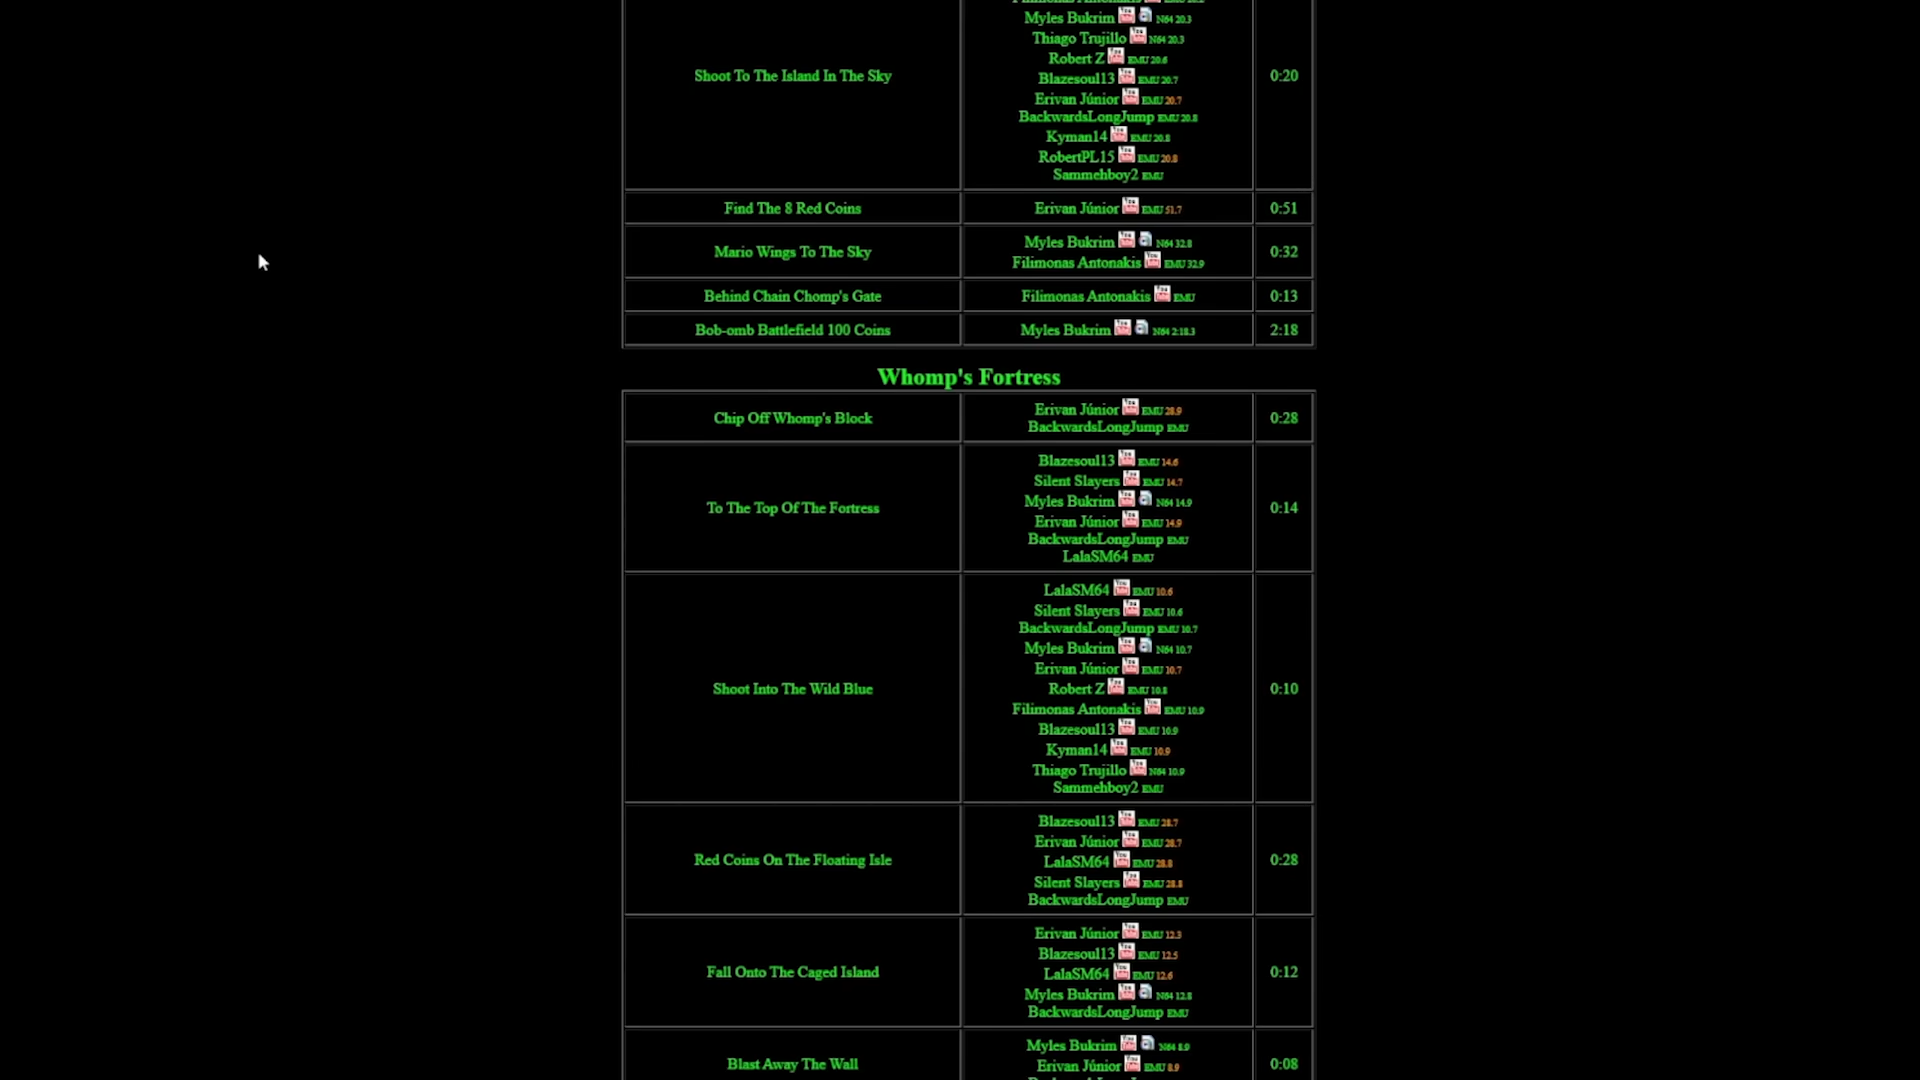 Myles Bukrim N64 20.3
Thiago Trujillo N64 20.3
Robert Z EMU 20.6
Blazesoul13 EMU 20.7
Shoot To The Island In The Sky
0:20
Erivan Júnior EMU 20.7
BackwardsLongJump EMU 20.8
Kyman14 EMU 20.8
RobertPL15 EMU 20.8
Sammehboy2 EMU
Find The 8 Red Coins Erivan Júnior EMU 51.7 0:51
Myles Bukrim N64 32.8
Mario Wings To The Sky 0:32
Filimonas Antonakis EMU 32.9
Behind Chain Chomp's Gate Filimonas Antonakis EMU 0:13
Bob-omb Battlefield 100 Coins Myles Bukrim N64 2:18.3 2:18
Whomp's Fortress
Erivan Júnior EMU 28.9
Chip Off Whomp's Block 0:28
BackwardsLongJump EMU
Blazesoul13 EMU 14.6
Silent Slayers EMU 14.7
Myles Bukrim N64 14.9
To The Top Of The Fortress 0:14
Erivan Júnior EMU 14.9
BackwardsLongJump EMU
LalaSM64 EMU
LalaSM64 EMU 10.6
Silent Slayers EMU 10.6
BackwardsLongJump EMU 10.7
Myles Bukrim N64 10.7
Erivan Júnior EMU 10.7
Shoot Into The Wild Blue Robert Z EMU 10.8 0:10
Filimonas Antonakis EMU 10.9
Blazesoul13 EMU 10.9
Kyman14 EMU 10.9
Thiago Trujillo N64 10.9
Sammehboy2 EMU
Blazesoul13 EMU 28.7
Erivan Júnior EMU 28.7
Red Coins On The Floating Isle LalaSM64 EMU 28.8 0:28
Silent Slayers EMU 28.8
BackwardsLongJump EMU
Erivan Júnior EMU 12.3
Blazesoul13 EMU 12.5
Fall Onto The Caged Island LalaSM64 EMU 12.6 0:12
Myles Bukrim N64 12.8
BackwardsLongJump EMU
Myles Bukrim N64 8.9
Blast Away The Wall Erivan Júnior EMU 8.9 0:08